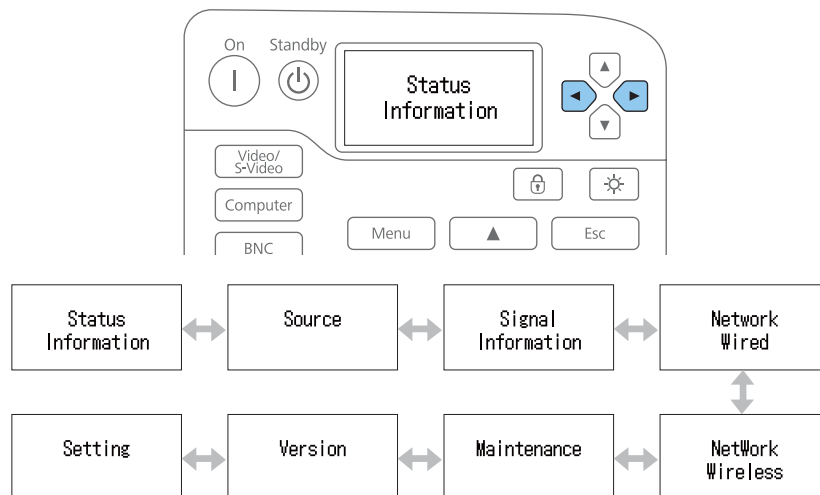 On Standby
Status
Information
Video/
S-Video
Computer
BNC
Menu
Esc
Status
Information
Source
Signal
Information
Network
Wired
Setting
Version
Maintenance
NetWork
Wireless